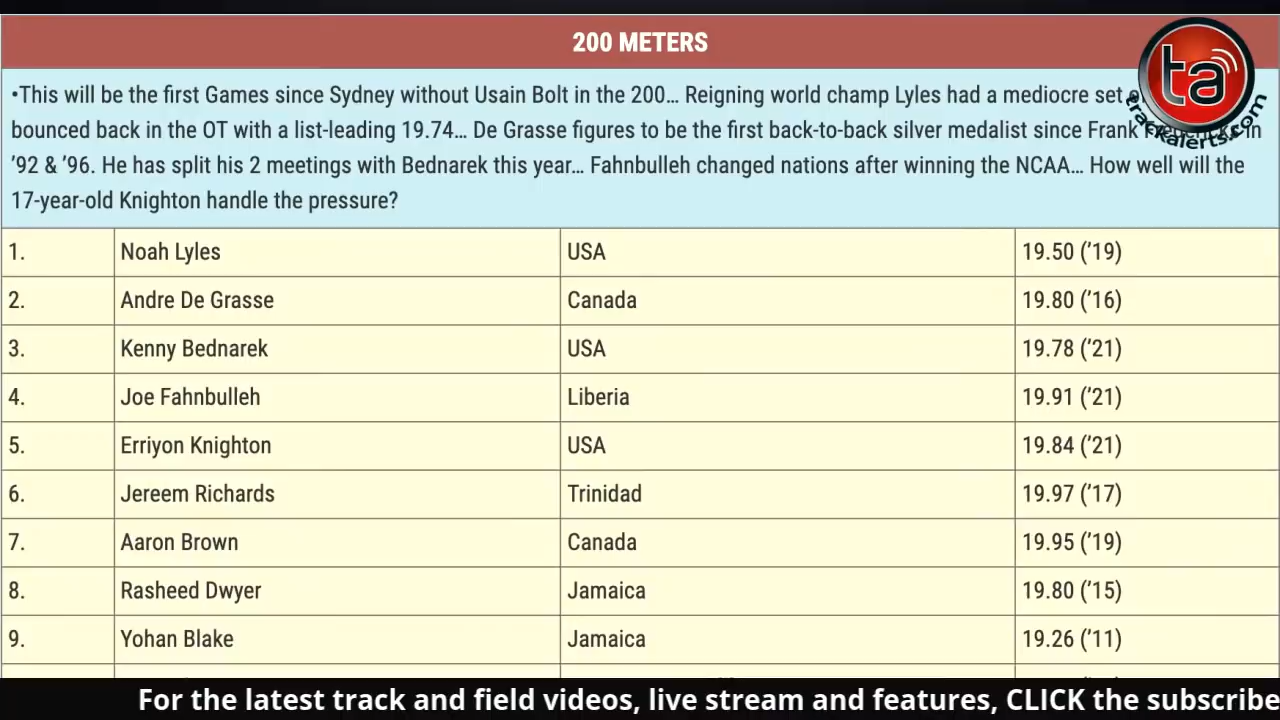 200 METERS
ta
trackalerts.com
•This will be the first Games since Sydney without Usain Bolt in the 200… Reigning world champ Lyles had a mediocre set
bounced back in the OT with a list-leading 19.74… De Grasse figures to be the first back-to-back silver medalist since Frank Fredericks in
’92 & ’96. He has split his 2 meetings with Bednarek this year… Fahnbulleh changed nations after winning the NCAA… How well will the
17-year-old Knighton handle the pressure?
1. Noah Lyles USA 19.50 (’19)
2. Andre De Grasse Canada 19.80 (’16)
3. Kenny Bednarek USA 19.78 (’21)
4. Joe Fahnbulleh Liberia 19.91 (’21)
5. Erriyon Knighton USA 19.84 (’21)
6. Jereem Richards Trinidad 19.97 (’17)
7. Aaron Brown Canada 19.95 (’19)
8. Rasheed Dwyer Jamaica 19.80 (’15)
9. Yohan Blake Jamaica 19.26 (’11)
For the latest track and field videos, live stream and features, CLICK the subscribe